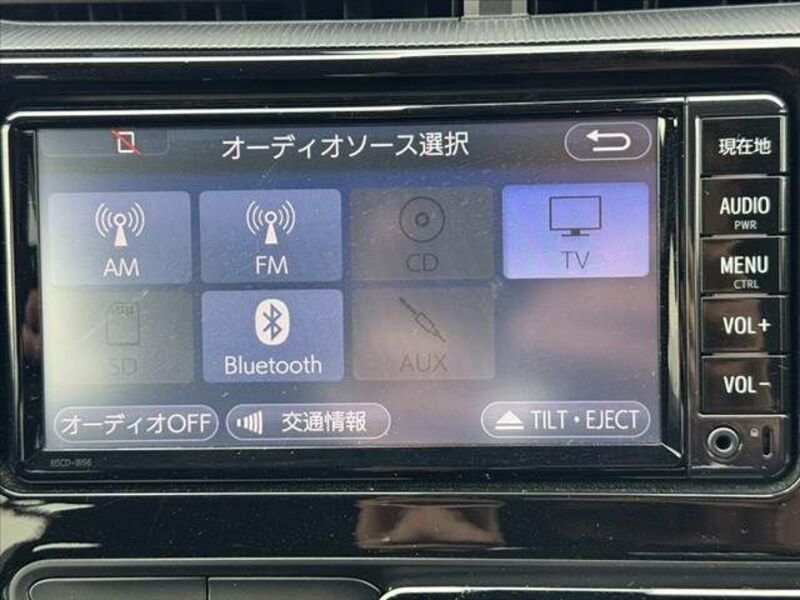 オーディオソース選択
AM
FM
CD
TV
SD
Bluetooth
AUX
オーディオOFF
交通情報
TILT・EJECT
現在地
AUDIO
PWR
MENU
CTRL
VOL+
VOL-